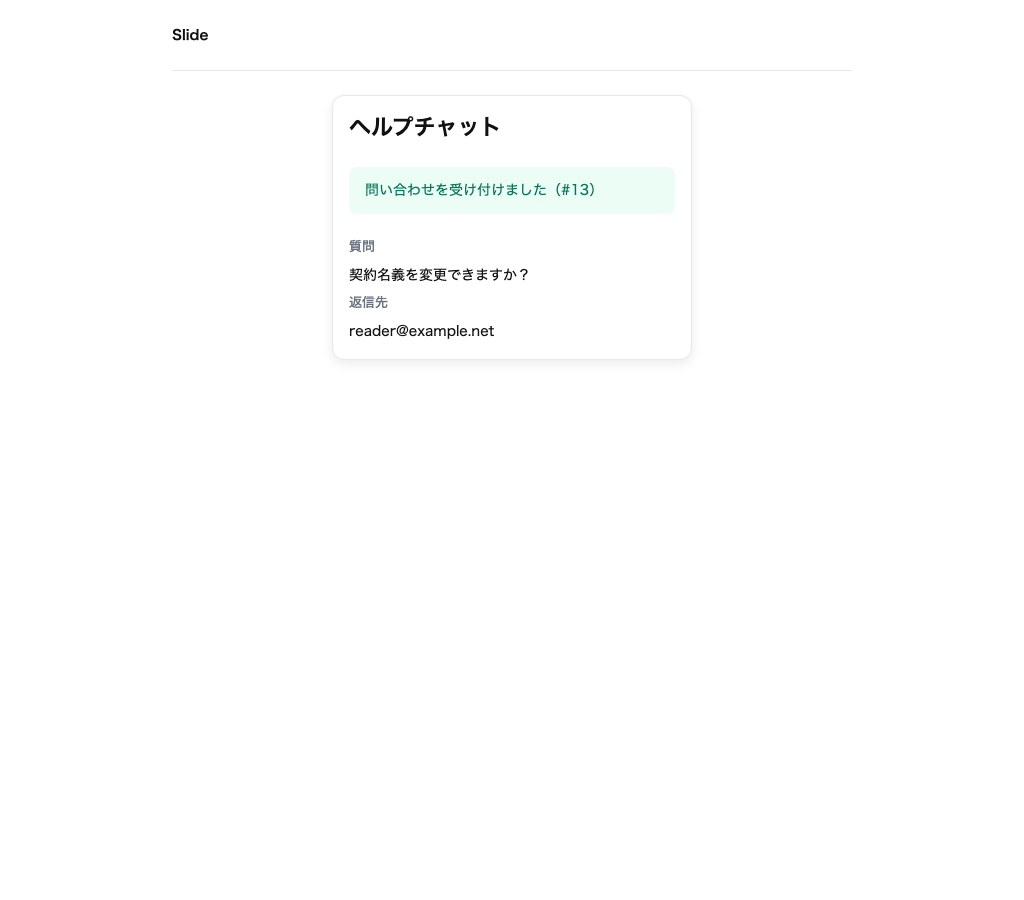 Slide
ヘルプチャット
問い合わせを受け付けました（#13）
質問
契約名義を変更できますか？
返信先
reader@example.net